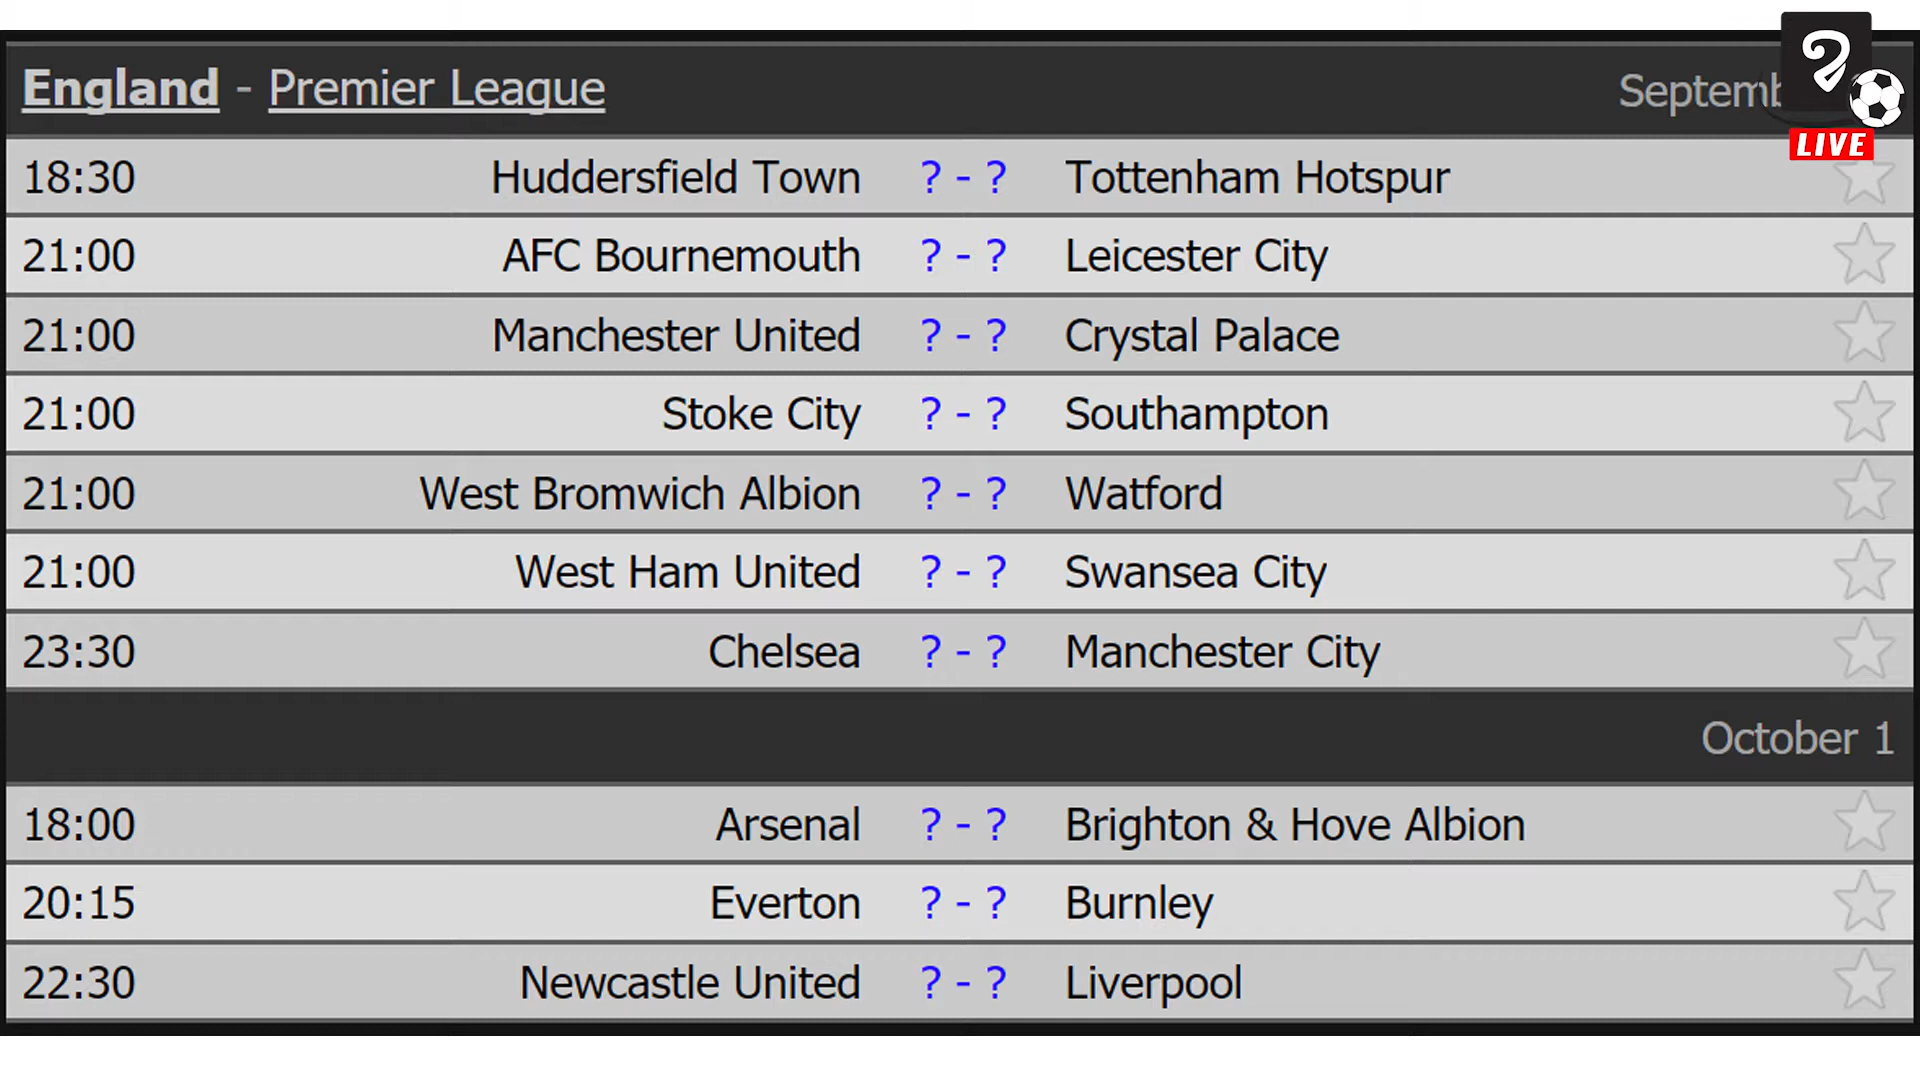 England - Premier League
18:30 Huddersfield Town ? - ? Tottenham Hotspur
21:00 AFC Bournemouth ? - ? Leicester City
21:00 Manchester United ? - ? Crystal Palace
21:00 Stoke City ? - ? Southampton
21:00 West Bromwich Albion ? - ? Watford
21:00 West Ham United ? - ? Swansea City
23:30 Chelsea ? - ? Manchester City
October 1
18:00 Arsenal ? - ? Brighton & Hove Albion
20:15 Everton ? - ? Burnley
22:30 Newcastle United ? - ? Liverpool
LIVE